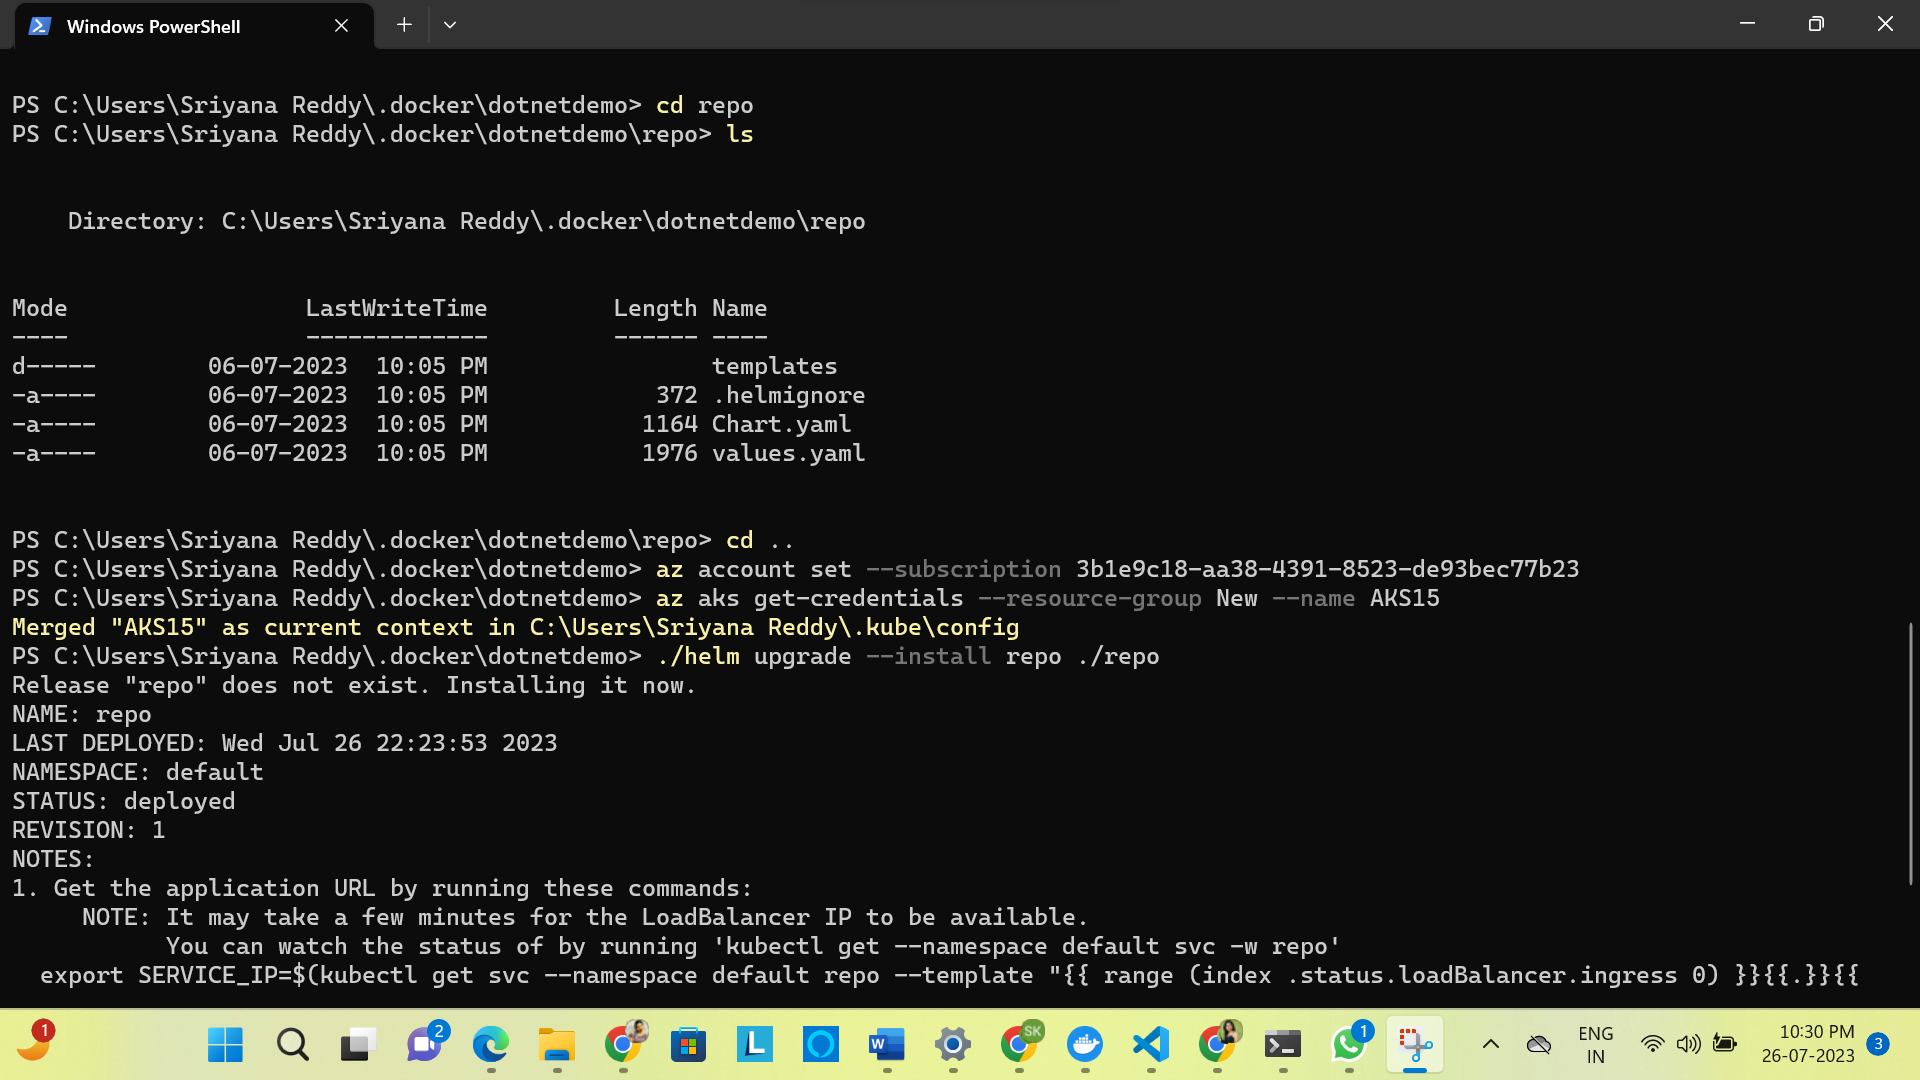 Windows PowerShell
PS C:\Users\Sriyana Reddy\.docker\dotnetdemo> cd repo
PS C:\Users\Sriyana Reddy\.docker\dotnetdemo\repo> ls
Directory: C:\Users\Sriyana Reddy\.docker\dotnetdemo\repo
Mode LastWriteTime Length Name
---- ------------- ------ ----
d----- 06-07-2023 10:05 PM templates
-a---- 06-07-2023 10:05 PM 372 .helmignore
-a---- 06-07-2023 10:05 PM 1164 Chart.yaml
-a---- 06-07-2023 10:05 PM 1976 values.yaml
PS C:\Users\Sriyana Reddy\.docker\dotnetdemo\repo> cd ..
PS C:\Users\Sriyana Reddy\.docker\dotnetdemo> az account set --subscription 3b1e9c18-aa38-4391-8523-de93bec77b23
PS C:\Users\Sriyana Reddy\.docker\dotnetdemo> az aks get-credentials --resource-group New --name AKS15
Merged "AKS15" as current context in C:\Users\Sriyana Reddy\.kube\config
PS C:\Users\Sriyana Reddy\.docker\dotnetdemo> ./helm upgrade --install repo ./repo
Release "repo" does not exist. Installing it now.
NAME: repo
LAST DEPLOYED: Wed Jul 26 22:23:53 2023
NAMESPACE: default
STATUS: deployed
REVISION: 1
NOTES:
1. Get the application URL by running these commands:
NOTE: It may take a few minutes for the LoadBalancer IP to be available.
You can watch the status of by running 'kubectl get --namespace default svc -w repo'
export SERVICE_IP=$(kubectl get svc --namespace default repo --template "{{ range (index .status.loadBalancer.ingress 0) }}{{.}}{{
1
2
L
W
SK
1
ENG
IN
10:30 PM
26-07-2023
3